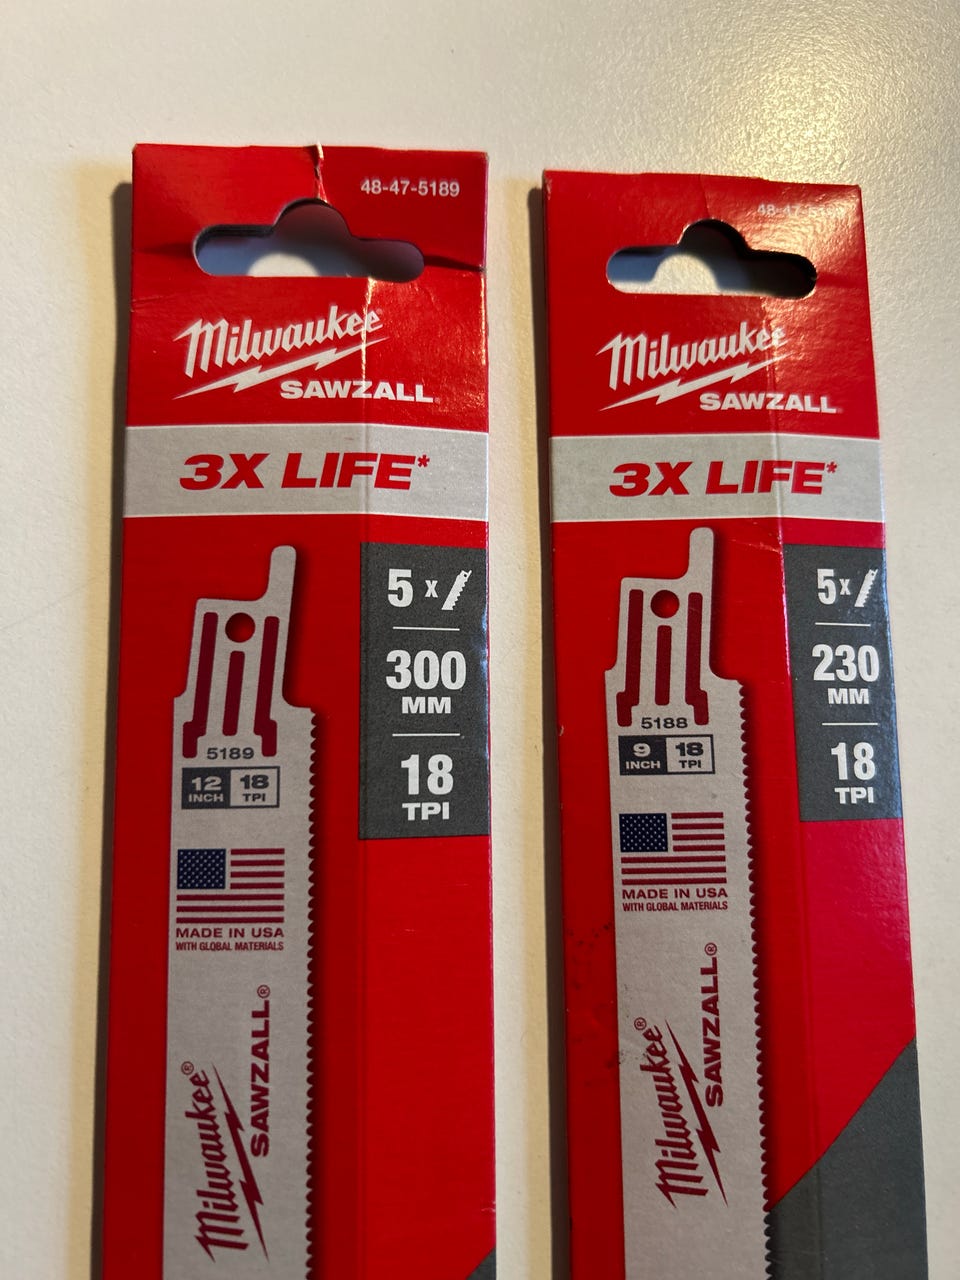 48-47-5189
Milwaukee
SAWZALL
3X LIFE*
5 x
300
MM
18
TPI
5189
12 INCH 18 TPI
MADE IN USA
WITH GLOBAL MATERIALS
Milwaukee®
SAWZALL®
Milwaukee
SAWZALL
3X LIFE*
5x
230
MM
18
TPI
5188
9 INCH 18 TPI
MADE IN USA
WITH GLOBAL MATERIALS
Milwaukee®
SAWZALL®